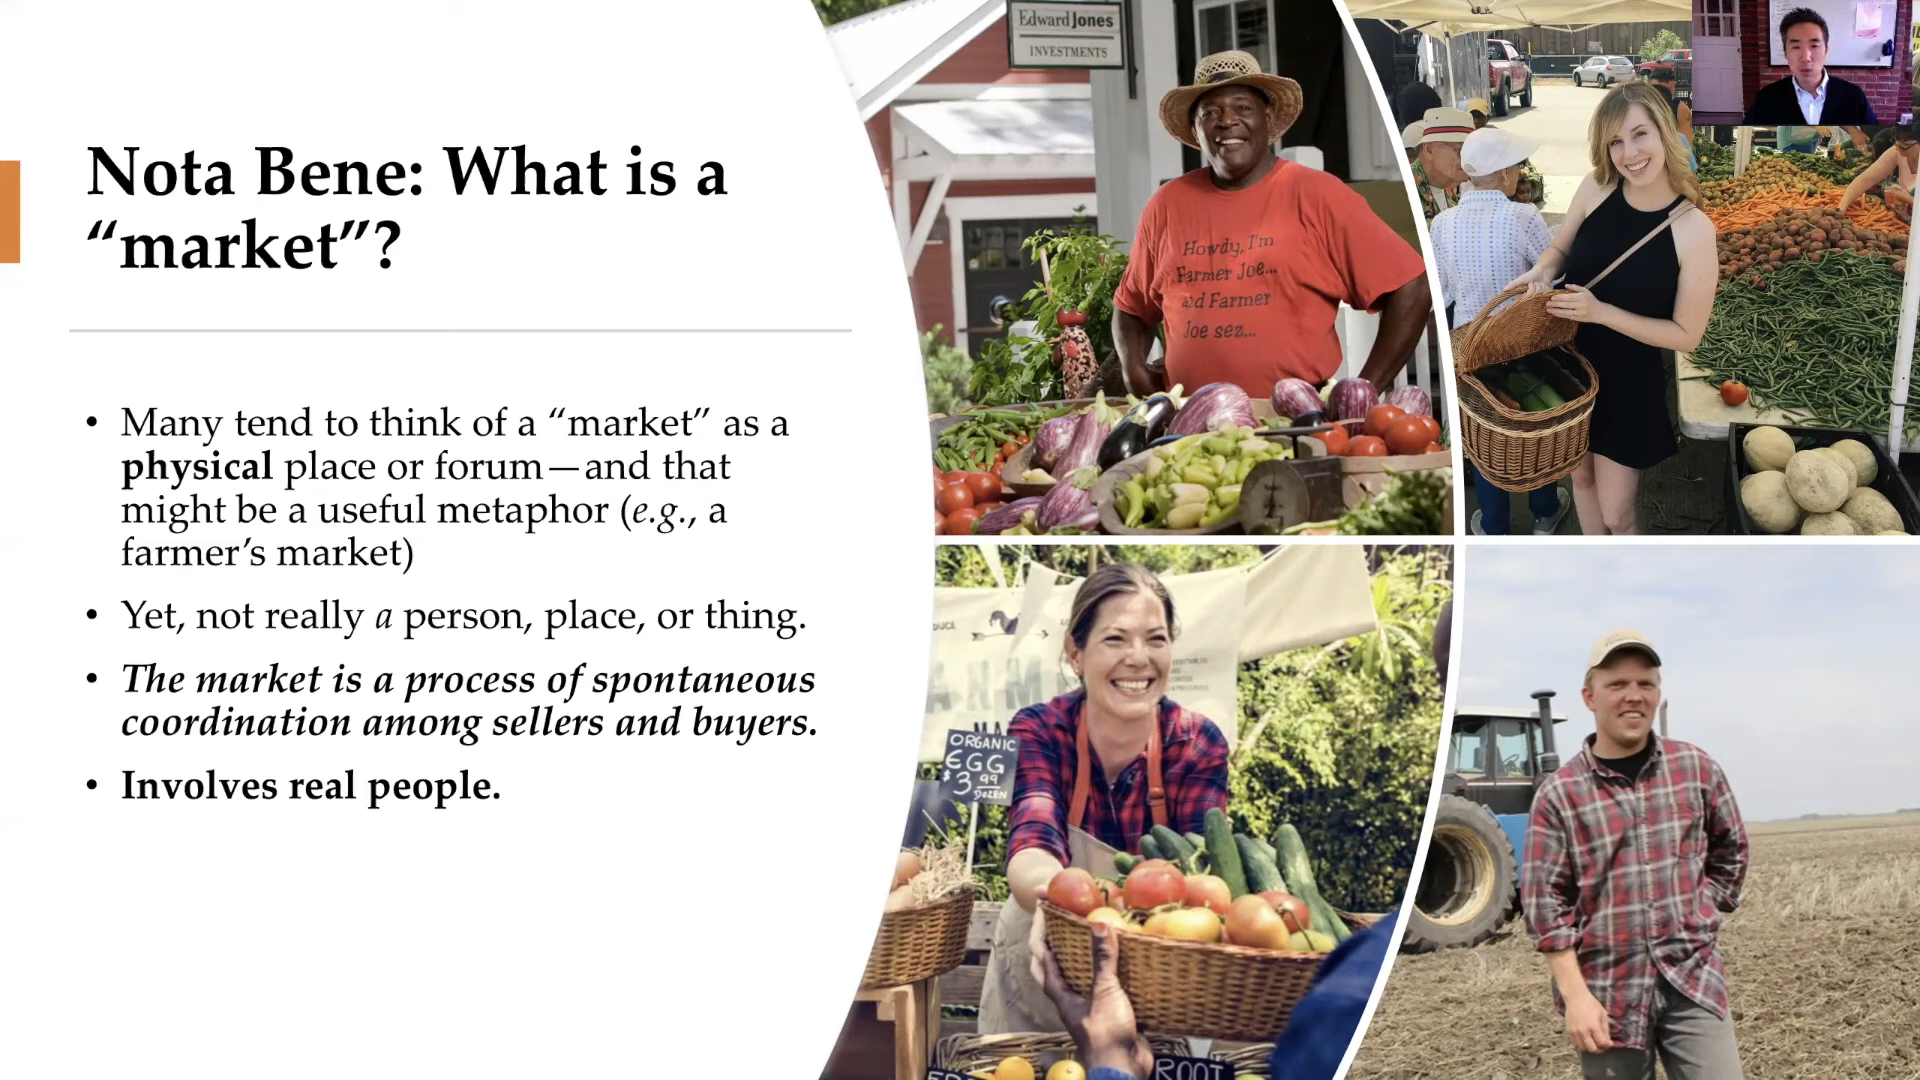 Nota Bene: What is a
“market”?
• Many tend to think of a “market” as a
physical place or forum—and that
might be a useful metaphor (e.g., a
farmer’s market)
• Yet, not really a person, place, or thing.
• The market is a process of spontaneous
coordination among sellers and buyers.
• Involves real people.
Edward Jones
INVESTMENTS
Howdy, I'm
Farmer Joe...
and Farmer
Joe sez...
ORGANIC
EGG
$3.99
DOZEN
ROOT